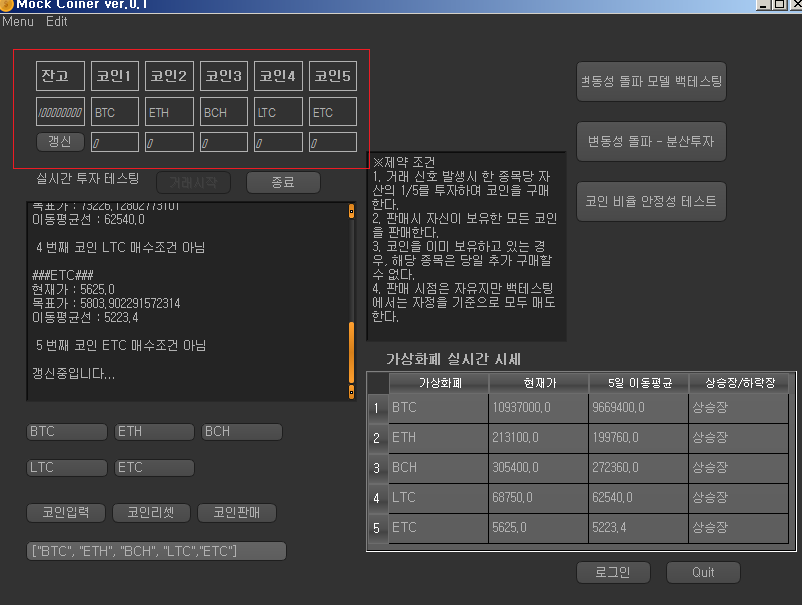 Mock Coiner ver.0.1
Menu Edit
잔고 코인1 코인2 코인3 코인4 코인5
10000000 BTC ETH BCH LTC ETC
갱신 0 0 0 0 0
실시간 투자 테스팅 거래시작 종료
목표가 : 73226.12802773101
이동평균선 : 62540.0
4 번째 코인 LTC 매수조건 아님
###ETC###
현재가 : 5625.0
목표가 : 5803.902291572314
이동평균선 : 5223.4
5 번째 코인 ETC 매수조건 아님
갱신중입니다...
※제약 조건
1. 거래 신호 발생시 한 종목당 자
산의 1/5를 투자하며 코인을 구매
한다.
2. 판매시 자신이 보유한 모든 코인
을 판매한다.
3. 코인을 이미 보유하고 있는 경
우, 해당 종목은 당일 추가 구매할
수 없다.
4. 판매 시점은 자유지만 백테스팅
에서는 자정을 기준으로 모두 매도
한다.
변동성 돌파 모델 백테스팅
변동성 돌파 - 분산투자
코인 비율 안정성 테스트
가상화폐 실시간 시세
가상화폐 현재가 5일 이동평균 상승장/하락장
1 BTC 10937000.0 9669400.0 상승장
2 ETH 213100.0 199760.0 상승장
3 BCH 305400.0 272360.0 상승장
4 LTC 68750.0 62540.0 상승장
5 ETC 5625.0 5223.4 상승장
BTC ETH BCH
LTC ETC
코인입력 코인리셋 코인판매
["BTC", "ETH", "BCH", "LTC","ETC"]
로그인 Quit